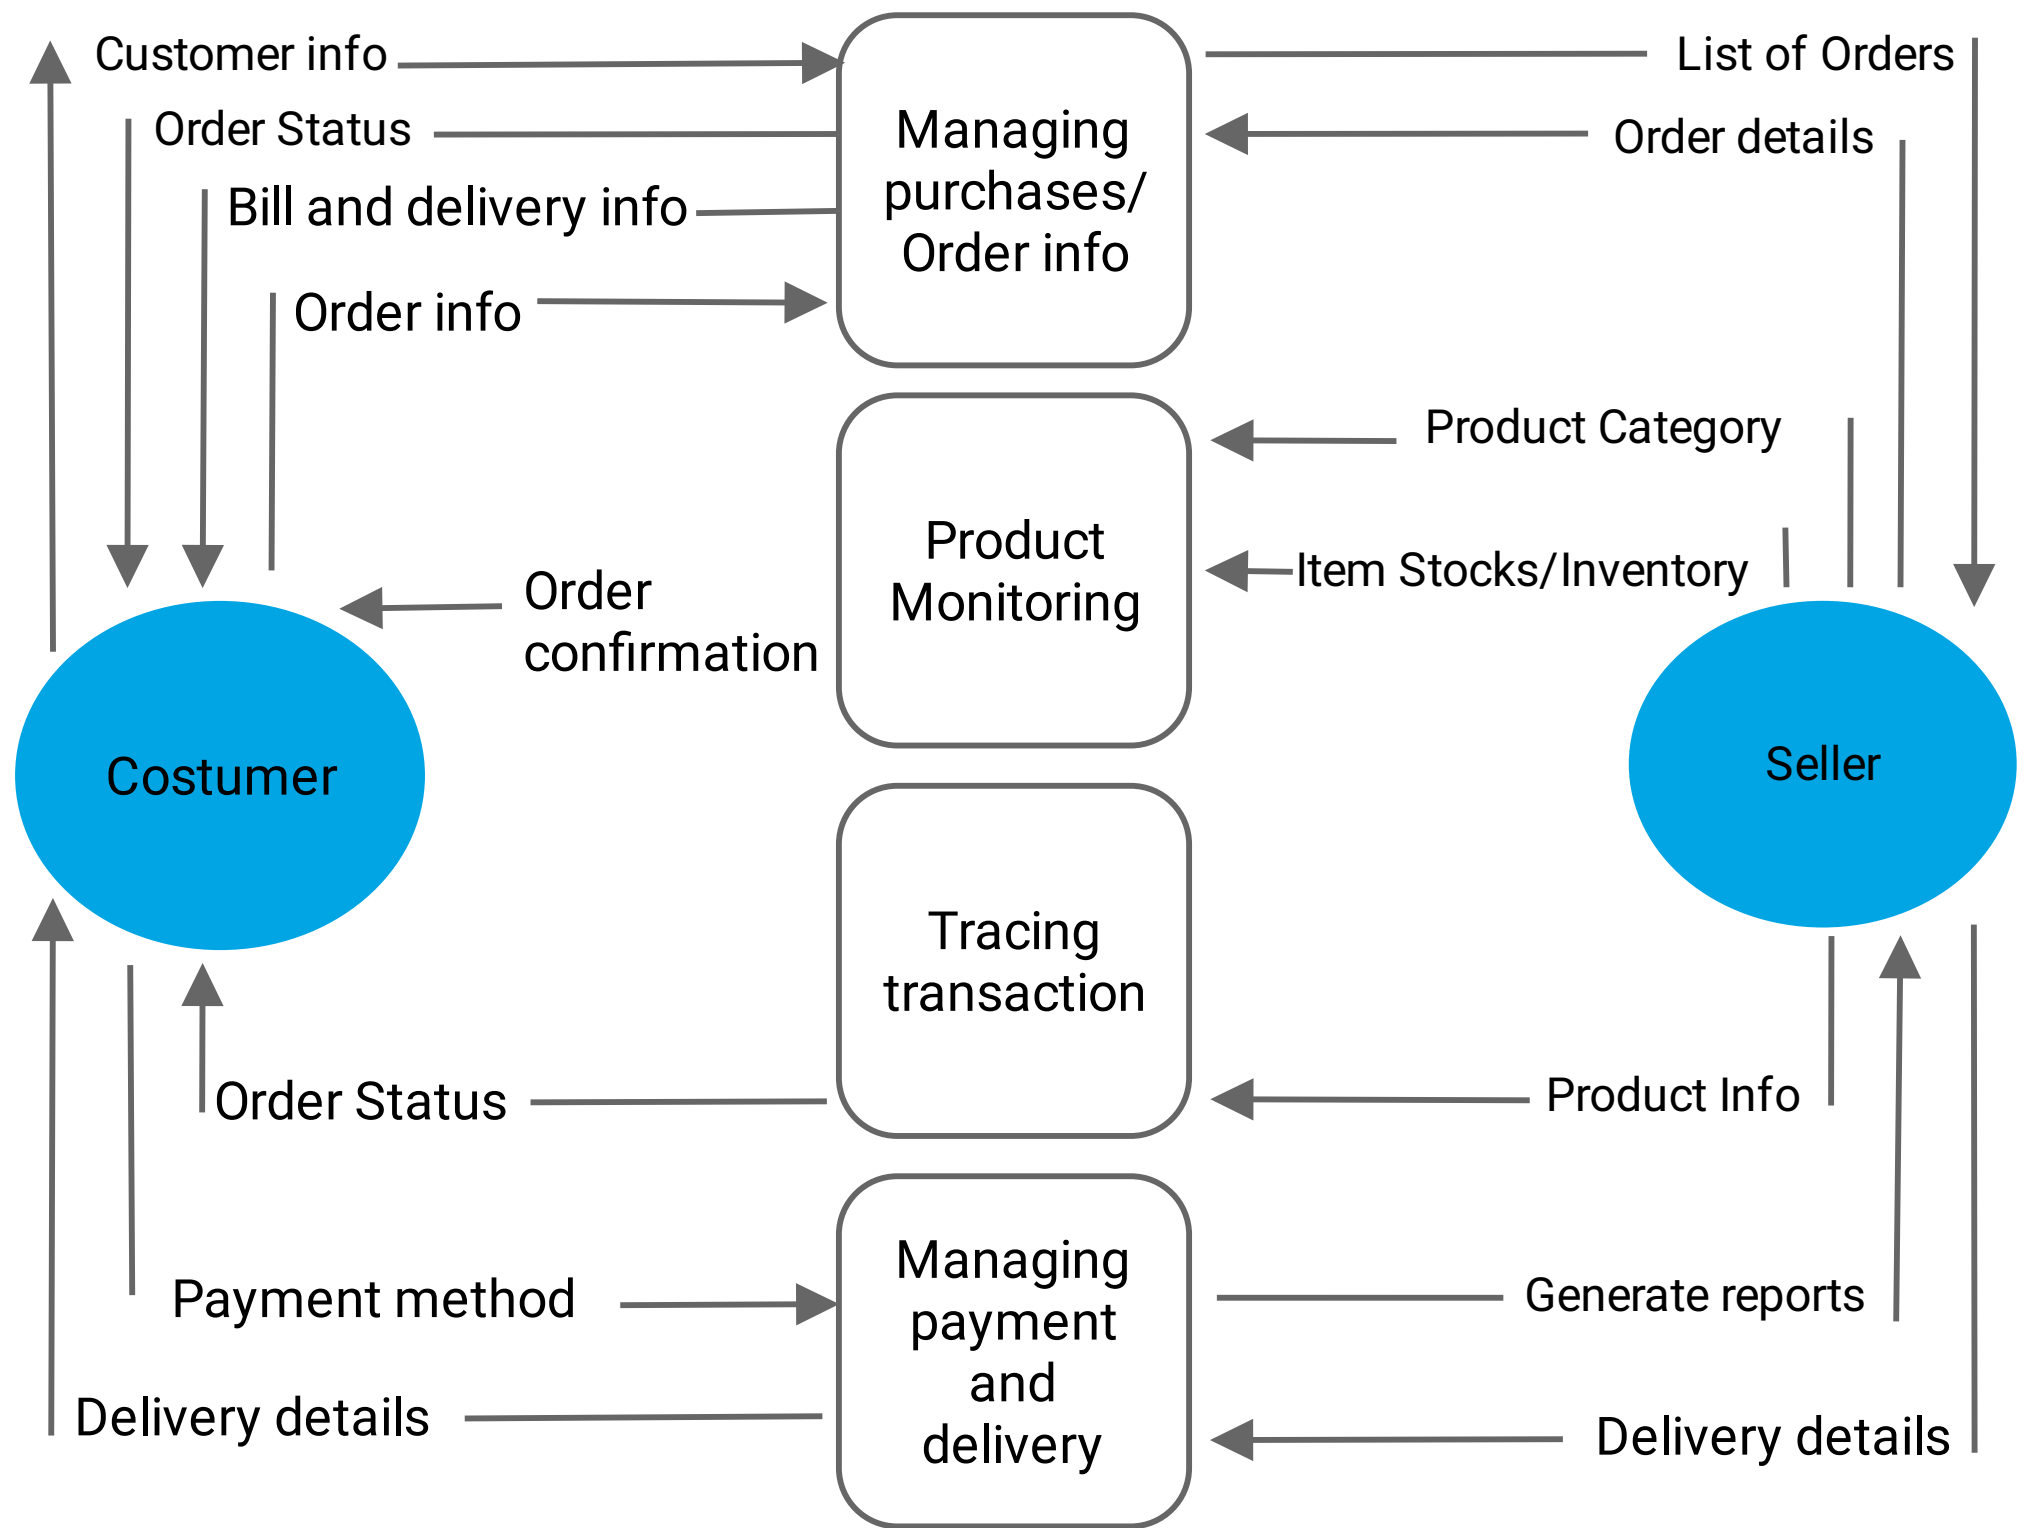 Customer info
List of Orders
Order Status
Order details
Bill and delivery info
Order info
Managing
purchases/
Order info
Product Category
Item Stocks/Inventory
Product
Monitoring
Order
confirmation
Costumer
Seller
Tracing
transaction
Order Status
Product Info
Payment method
Generate reports
Managing
payment
and
delivery
Delivery details
Delivery details